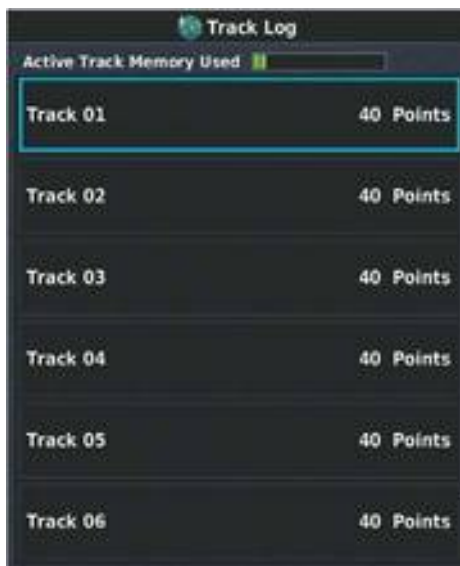 Track Log
Active Track Memory Used
Track 01 40 Points
Track 02 40 Points
Track 03 40 Points
Track 04 40 Points
Track 05 40 Points
Track 06 40 Points